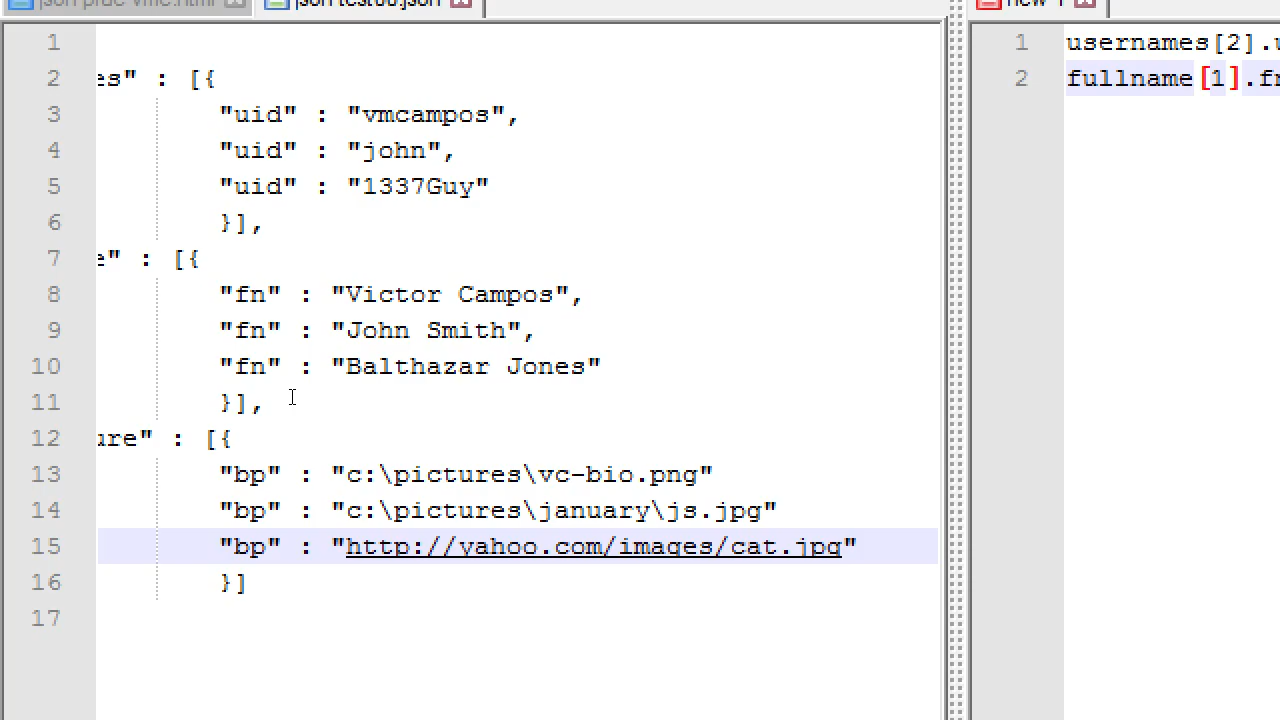 1
2 es" : [{
3 "uid" : "vmcampos",
4 "uid" : "john",
5 "uid" : "1337Guy"
6 }],
7 e" : [{
8 "fn" : "Victor Campos",
9 "fn" : "John Smith",
10 "fn" : "Balthazar Jones"
11 }],
12 ure" : [{
13 "bp" : "c:\pictures\vc-bio.png"
14 "bp" : "c:\pictures\january\js.jpg"
15 "bp" : "http://yahoo.com/images/cat.jpg"
16 }]
17
1 usernames[2].u
2 fullname[1].fn